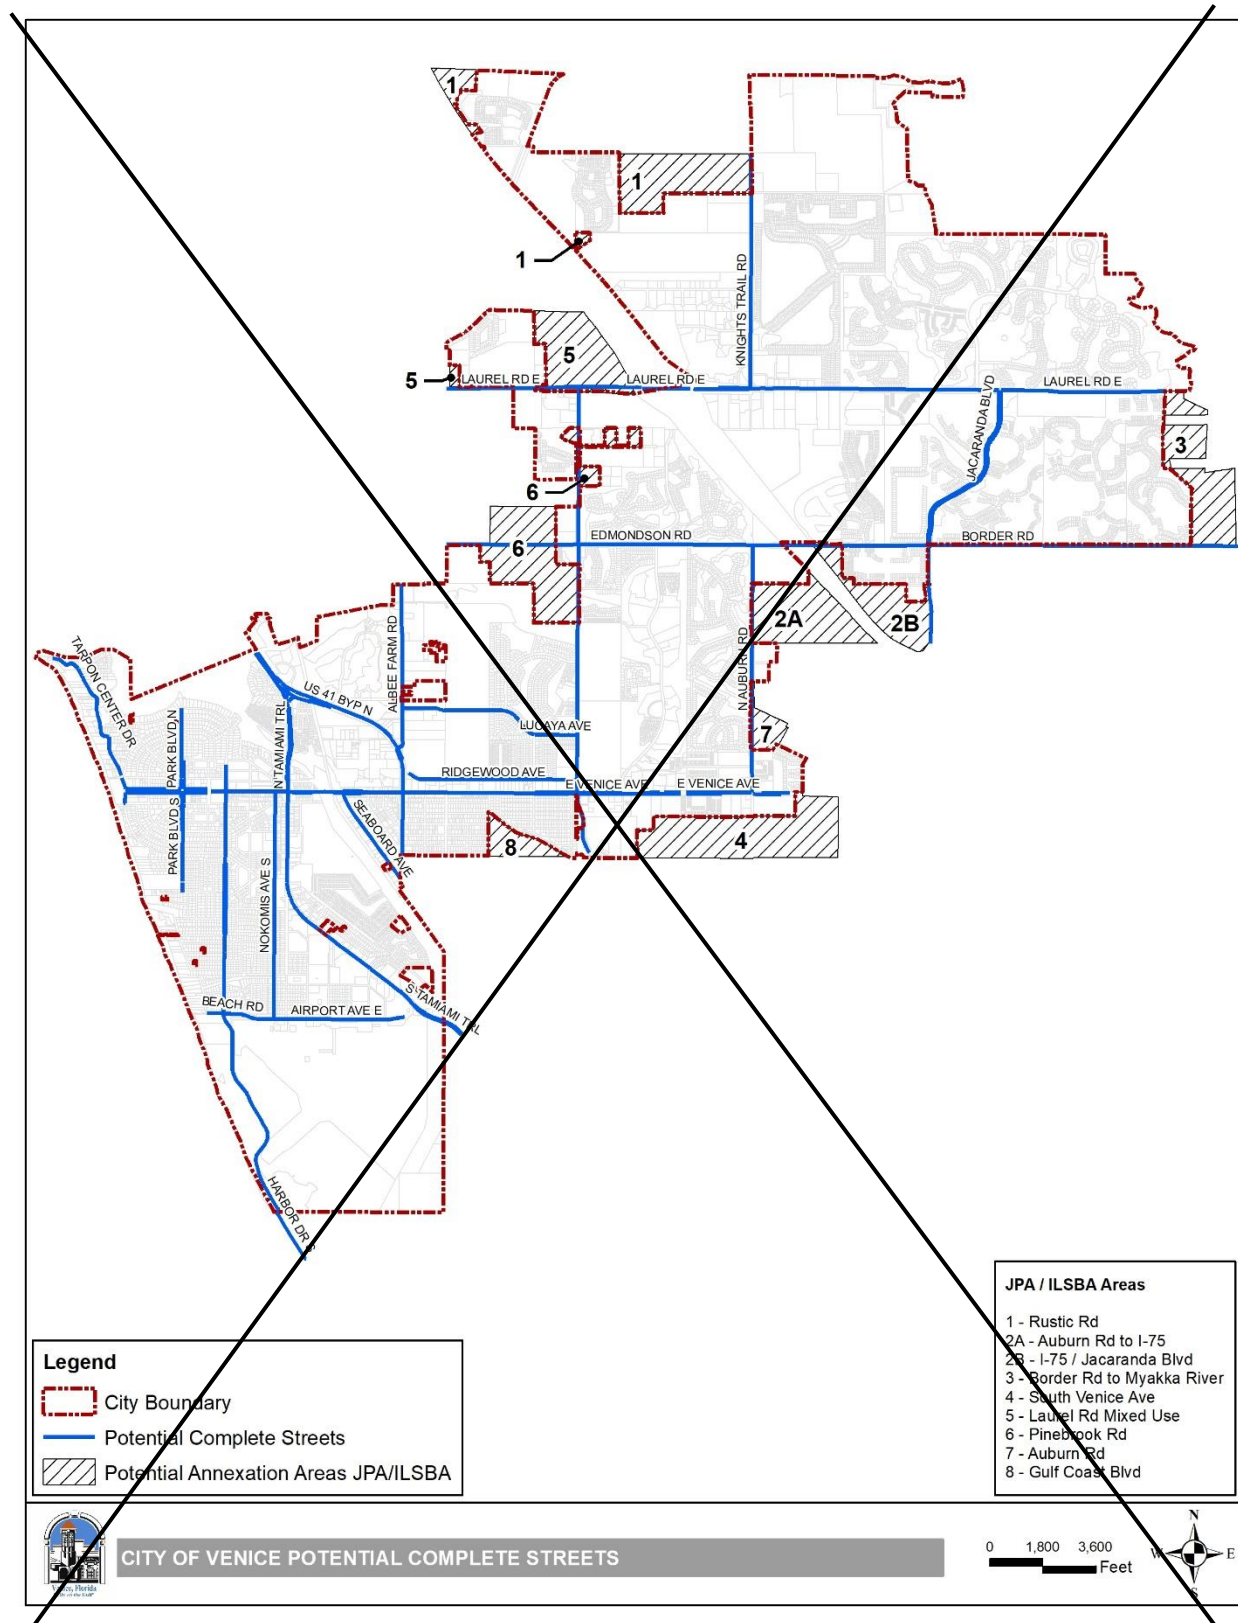 1
1
1
KNIGHTS TRAIL RD
5
5
LAUREL RD E
LAUREL RD E
LAUREL RD E
JACARANDA BLVD
3
6
6
EDMONDSON RD
BORDER RD
2A
2B
TARPON CENTER DR
ALBEE FARM RD
N AUBURN RD
US 41 BYP N
N TAMIAMI TRL
PARK BLVD N
LUCAYA AVE
7
RIDGEWOOD AVE
E VENICE AVE
E VENICE AVE
PARK BLVD S
SEABOARD AVE
8
4
NOKOMIS AVE S
BEACH RD
AIRPORT AVE E
S TAMIAMI TRL
HARBOR DR S
JPA / ILSBA Areas
1 - Rustic Rd
2A - Auburn Rd to I-75
2B - I-75 / Jacaranda Blvd
3 - Border Rd to Myakka River
4 - South Venice Ave
5 - Laurel Rd Mixed Use
6 - Pinebrook Rd
7 - Auburn Rd
8 - Gulf Coast Blvd
Legend
City Boundary
Potential Complete Streets
Potential Annexation Areas JPA/ILSBA
Venice, Florida
CITY OF VENICE POTENTIAL COMPLETE STREETS
0 1,800 3,600
Feet
N
W E
S